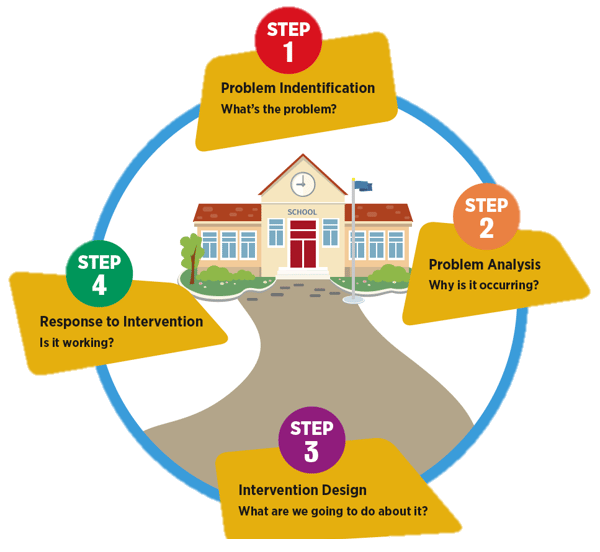 STEP
1
Problem Indentification
What's the problem?
SCHOOL
STEP
2
Problem Analysis
Why is it occurring?
STEP
4
Response to Intervention
Is it working?
STEP
3
Intervention Design
What are we going to do about it?